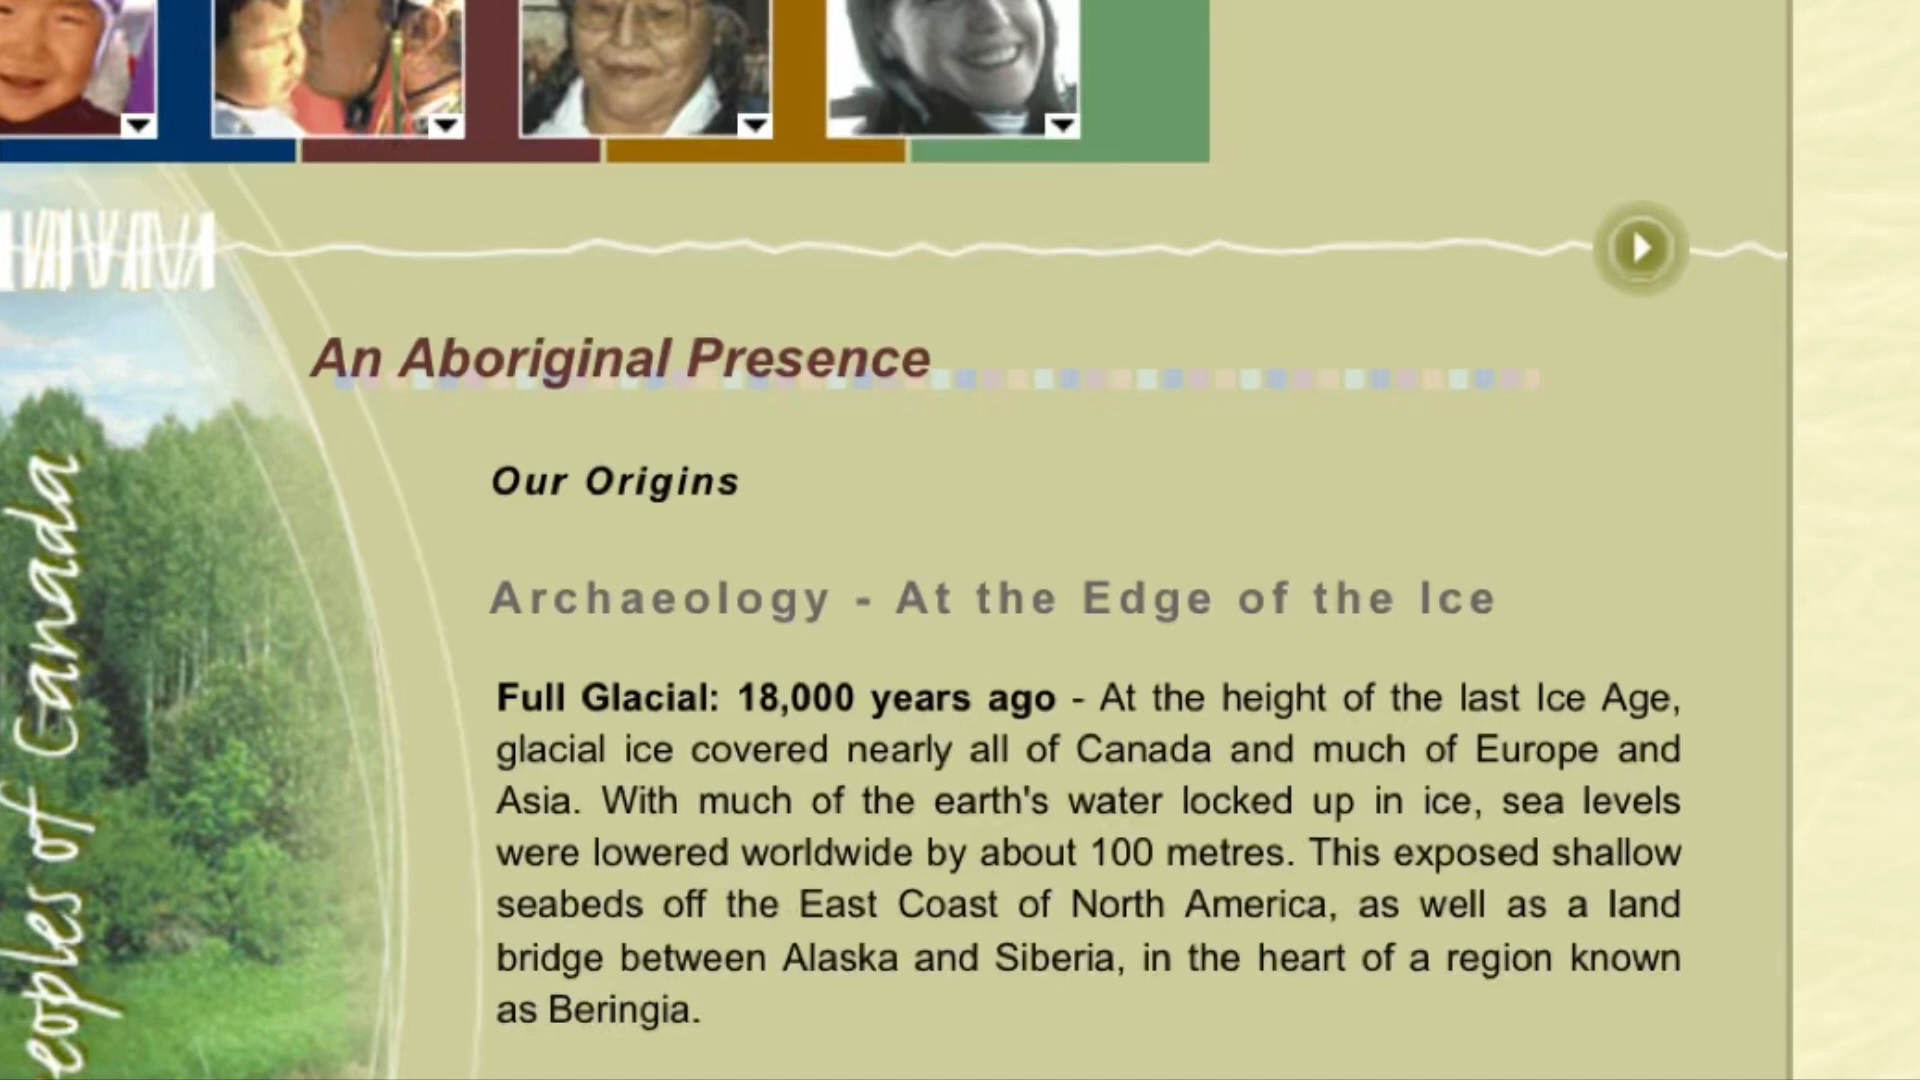 An Aboriginal Presence
Our Origins
Archaeology - At the Edge of the Ice
Full Glacial: 18,000 years ago - At the height of the last Ice Age,
glacial ice covered nearly all of Canada and much of Europe and
Asia. With much of the earth's water locked up in ice, sea levels
were lowered worldwide by about 100 metres. This exposed shallow
seabeds off the East Coast of North America, as well as a land
bridge between Alaska and Siberia, in the heart of a region known
as Beringia.
eoples of Canada